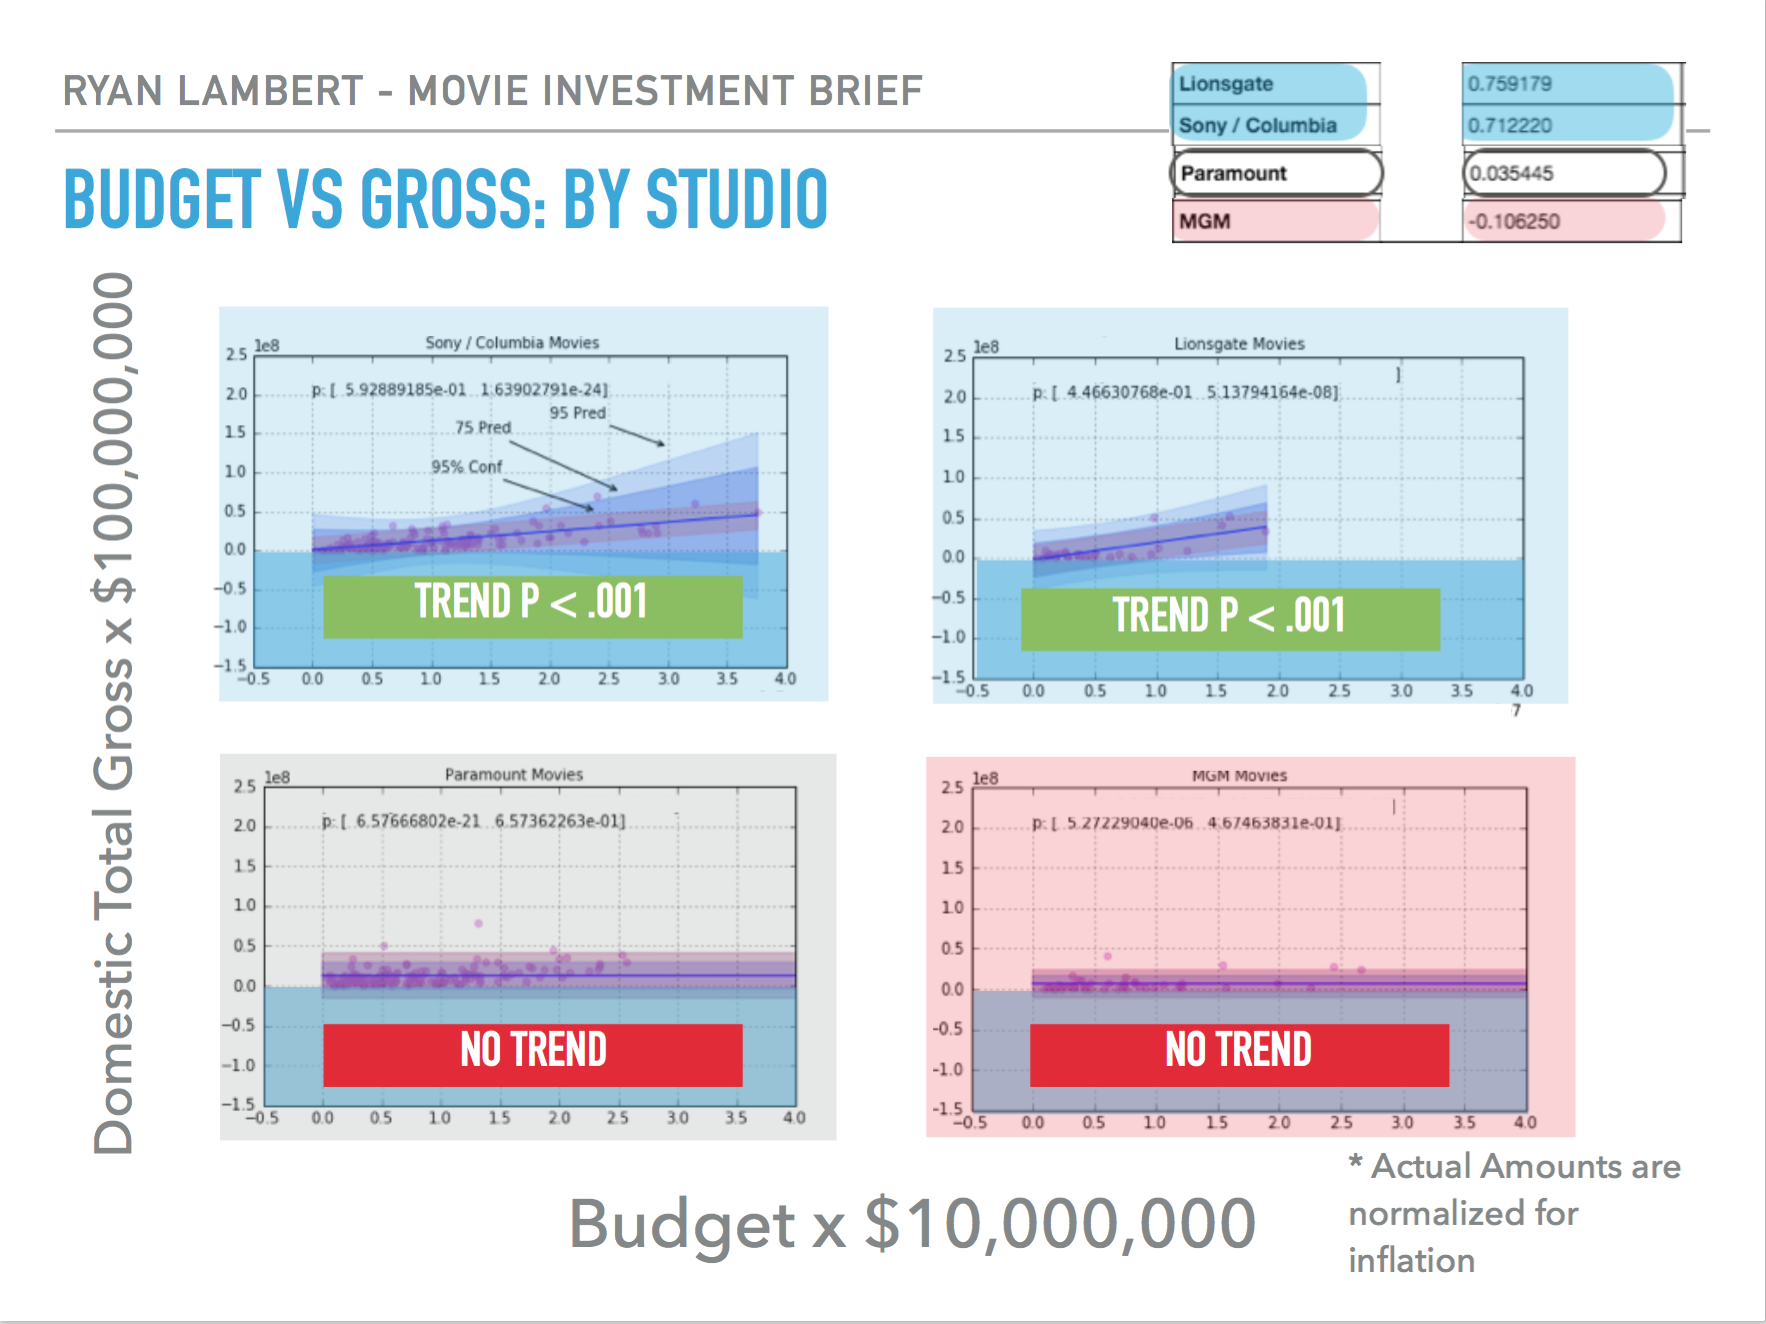 RYAN LAMBERT - MOVIE INVESTMENT BRIEF
Lionsgate 0.759179
Sony / Columbia 0.712220
Paramount 0.035445
MGM -0.106250
BUDGET VS GROSS: BY STUDIO
Domestic Total Gross x $100,000,000
Sony / Columbia Movies
1e8
p: [ 5.92889185e-01 1.63902791e-24]
95 Pred
75 Pred
95% Conf
2.5
2.0
1.5
1.0
0.5
0.0
−0.5
−1.0
−1.5
TREND P < .001
−0.5 0.0 0.5 1.0 1.5 2.0 2.5 3.0 3.5 4.0
Lionsgate Movies
1e8
]
p: [ 4.46630768e-01 5.13794164e-08]
2.5
2.0
1.5
1.0
0.5
0.0
−0.5
−1.0
−1.5
TREND P < .001
−0.5 0.0 0.5 1.0 1.5 2.0 2.5 3.0 3.5 4.0
7
Paramount Movies
1e8
p: [ 6.57666802e-21 6.57362263e-01]
2.5
2.0
1.5
1.0
0.5
0.0
−0.5
−1.0
−1.5
NO TREND
−0.5 0.0 0.5 1.0 1.5 2.0 2.5 3.0 3.5 4.0
MGM Movies
1e8
p: [ 5.27229040e-06 4.67463831e-01]
2.5
2.0
1.5
1.0
0.5
0.0
-0.5
-1.0
-1.5
NO TREND
−0.5 0.0 0.5 1.0 1.5 2.0 2.5 3.0 3.5 4.0
Budget x $10,000,000
* Actual Amounts are
normalized for
inflation